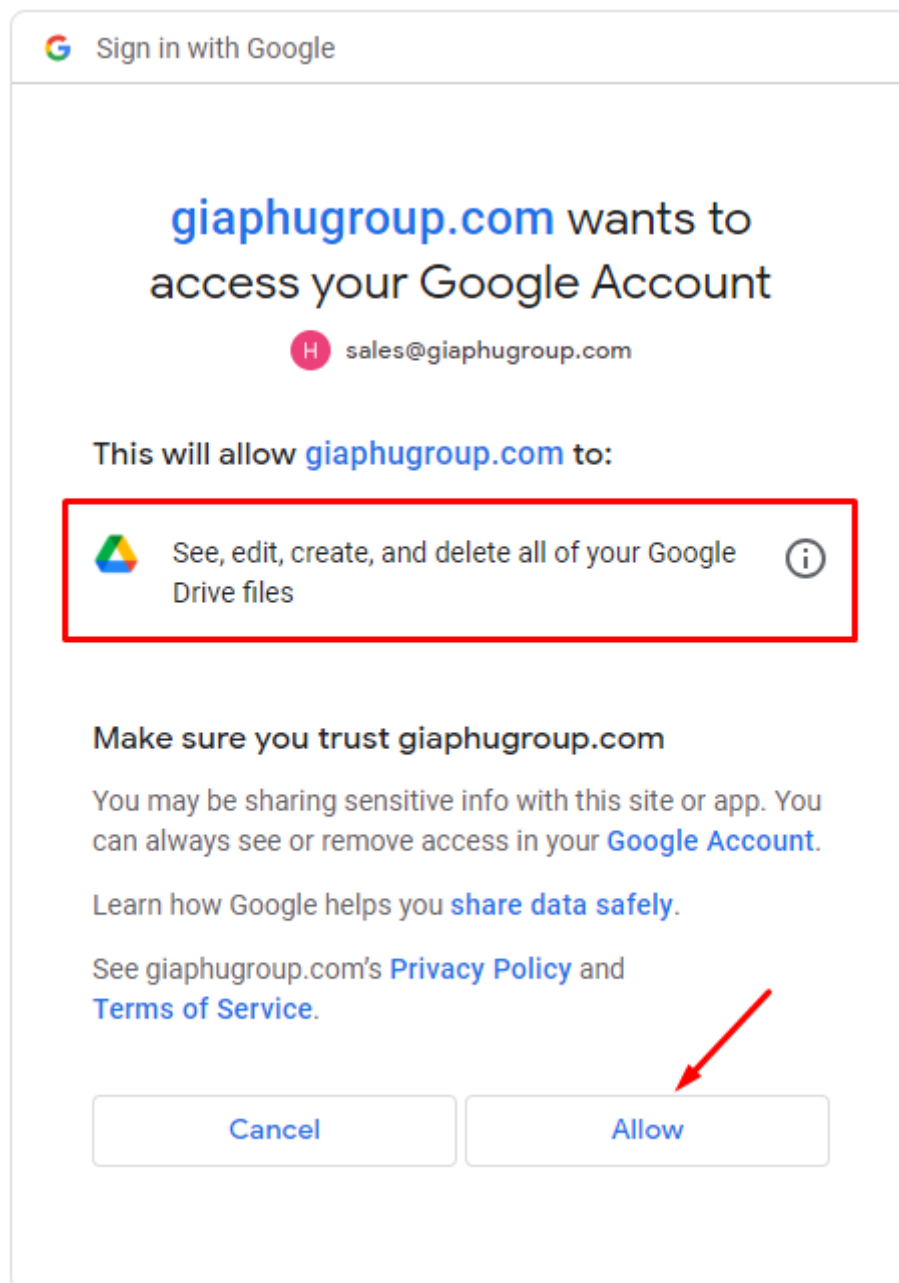 Sign in with Google
giaphugroup.com wants to
access your Google Account
H sales@giaphugroup.com
This will allow giaphugroup.com to:
See, edit, create, and delete all of your Google
Drive files
Make sure you trust giaphugroup.com
You may be sharing sensitive info with this site or app. You
can always see or remove access in your Google Account.
Learn how Google helps you share data safely.
See giaphugroup.com’s Privacy Policy and
Terms of Service.
Cancel Allow